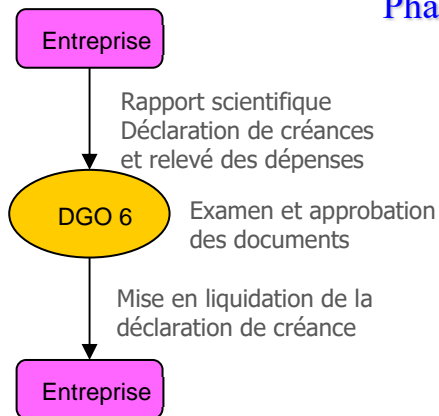 Pha
Entreprise
Rapport scientifique
Déclaration de créances
et relevé des dépenses
DGO 6
Examen et approbation
des documents
Mise en liquidation de la
déclaration de créance
Entreprise